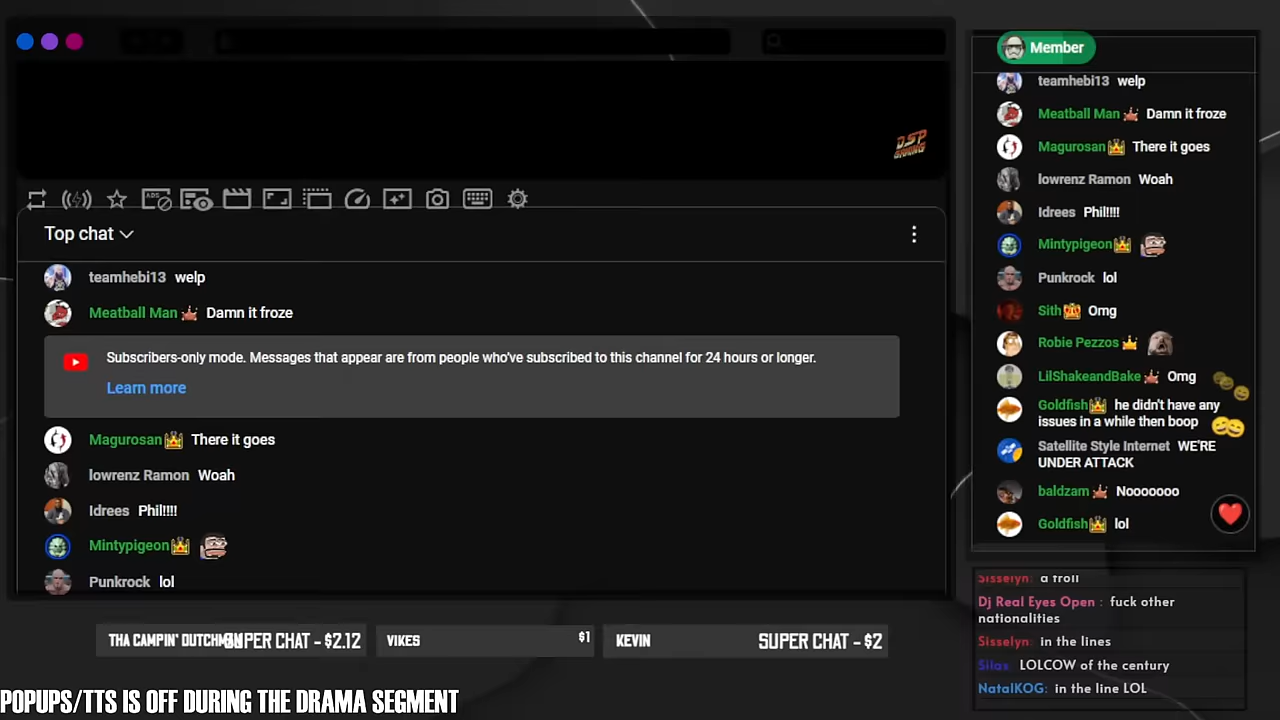 DSP
GAMING
Top chat
teamhebi13 welp
Meatball Man Damn it froze
Subscribers-only mode. Messages that appear are from people who've subscribed to this channel for 24 hours or longer.
Learn more
Magurosan There it goes
lowrenz Ramon Woah
Idrees Phil!!!!
Mintypigeon
Punkrock lol
Member
teamhebi13 welp
Meatball Man Damn it froze
Magurosan There it goes
lowrenz Ramon Woah
Idrees Phil!!!!
Mintypigeon
Punkrock lol
Sith Omg
Robie Pezzos
LilShakeandBake Omg
Goldfish he didn't have any
issues in a while then boop
Satellite Style Internet WE'RE
UNDER ATTACK
baldzam Nooooooo
Goldfish lol
Sisselyn: a troll
Dj Real Eyes Open : fuck other
nationalities
Sisselyn: in the lines
Silax: LOLCOW of the century
NatalKOG: in the line LOL
THA CAMPIN' DUTCHMAN SUPER CHAT - $2.12
VIKES $1
KEVIN SUPER CHAT - $2
POPUPS/TTS IS OFF DURING THE DRAMA SEGMENT